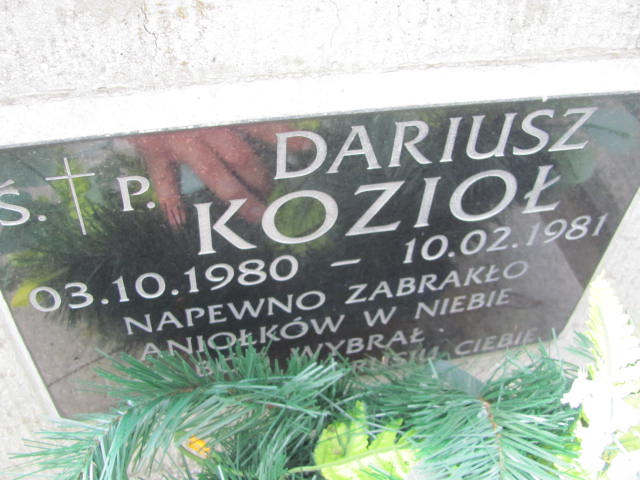 Ś. P.
DARIUSZ
KOZIOŁ
03.10.1980 – 10.02.1981
NAPEWNO ZABRAKŁO
ANIOŁKÓW W NIEBIE
WYBRAŁ
CIEBIE